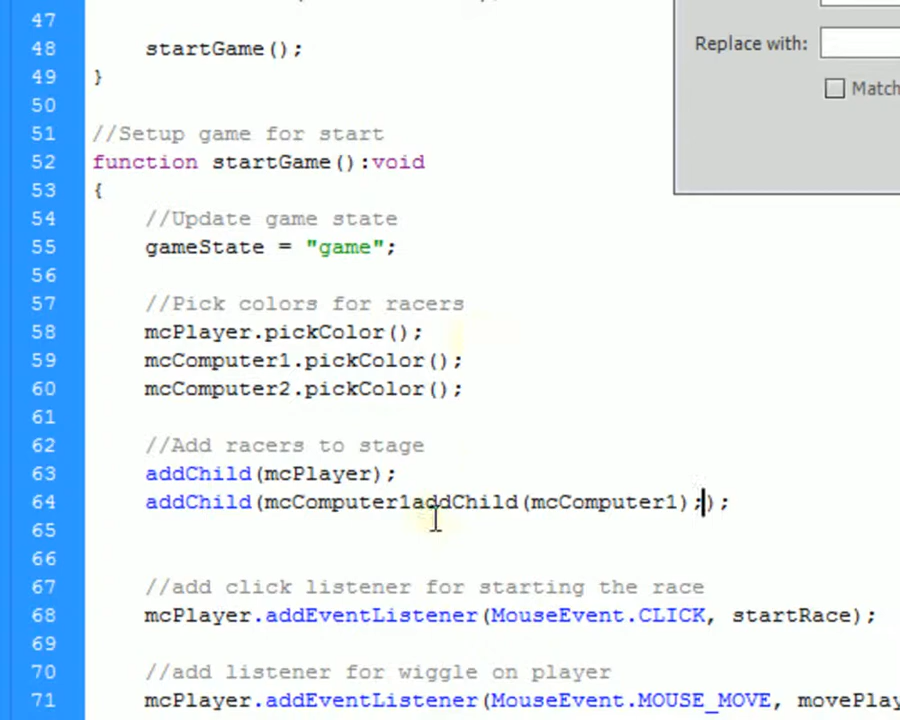 47
Replace with:
48 startGame();
49 }
Match
50
51 //Setup game for start
52 function startGame():void
53 {
54 //Update game state
55 gameState = "game";
56
57 //Pick colors for racers
58 mcPlayer.pickColor();
59 mcComputer1.pickColor();
60 mcComputer2.pickColor();
61
62 //Add racers to stage
63 addChild(mcPlayer);
64 addChild(mcComputer1addChild(mcComputer1););
65
66
67 //add click listener for starting the race
68 mcPlayer.addEventListener(MouseEvent.CLICK, startRace);
69
70 //add listener for wiggle on player
71 mcPlayer.addEventListener(MouseEvent.MOUSE_MOVE, movePlay